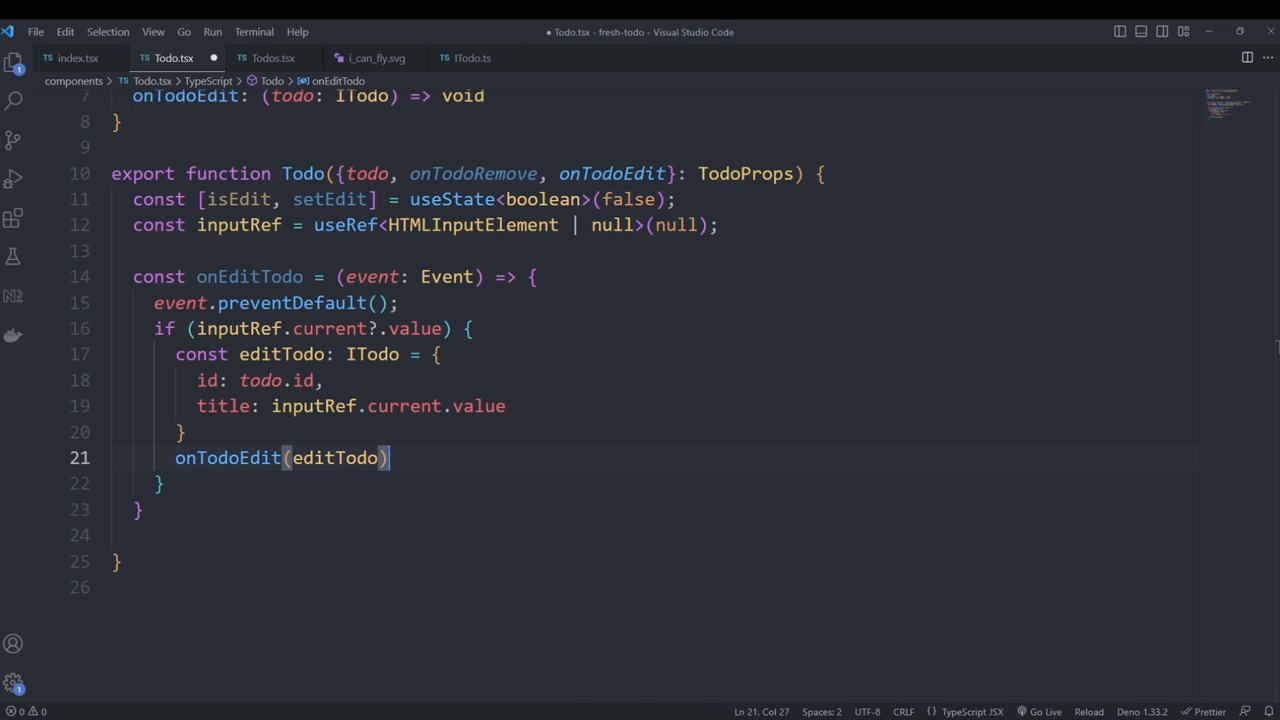 File Edit Selection View Go Run Terminal Help ● Todo.tsx - fresh-todo - Visual Studio Code
TS index.tsx TS Todo.tsx ● TS Todos.tsx i_can_fly.svg TS ITodo.ts
components > TS Todo.tsx > TypeScript > Todo > onEditTodo
7 onTodoEdit: (todo: ITodo) => void
8 }
9
10 export function Todo({todo, onTodoRemove, onTodoEdit}: TodoProps) {
11 const [isEdit, setEdit] = useState<boolean>(false);
12 const inputRef = useRef<HTMLInputElement | null>(null);
13
14 const onEditTodo = (event: Event) => {
15 event.preventDefault();
16 if (inputRef.current?.value) {
17 const editTodo: ITodo = {
18 id: todo.id,
19 title: inputRef.current.value
20 }
21 onTodoEdit(editTodo)
22 }
23 }
24
25 }
26
1
N2
1
0 0 Ln 21, Col 27 Spaces: 2 UTF-8 CRLF {} TypeScript JSX Go Live Reload Deno 1.33.2 Prettier